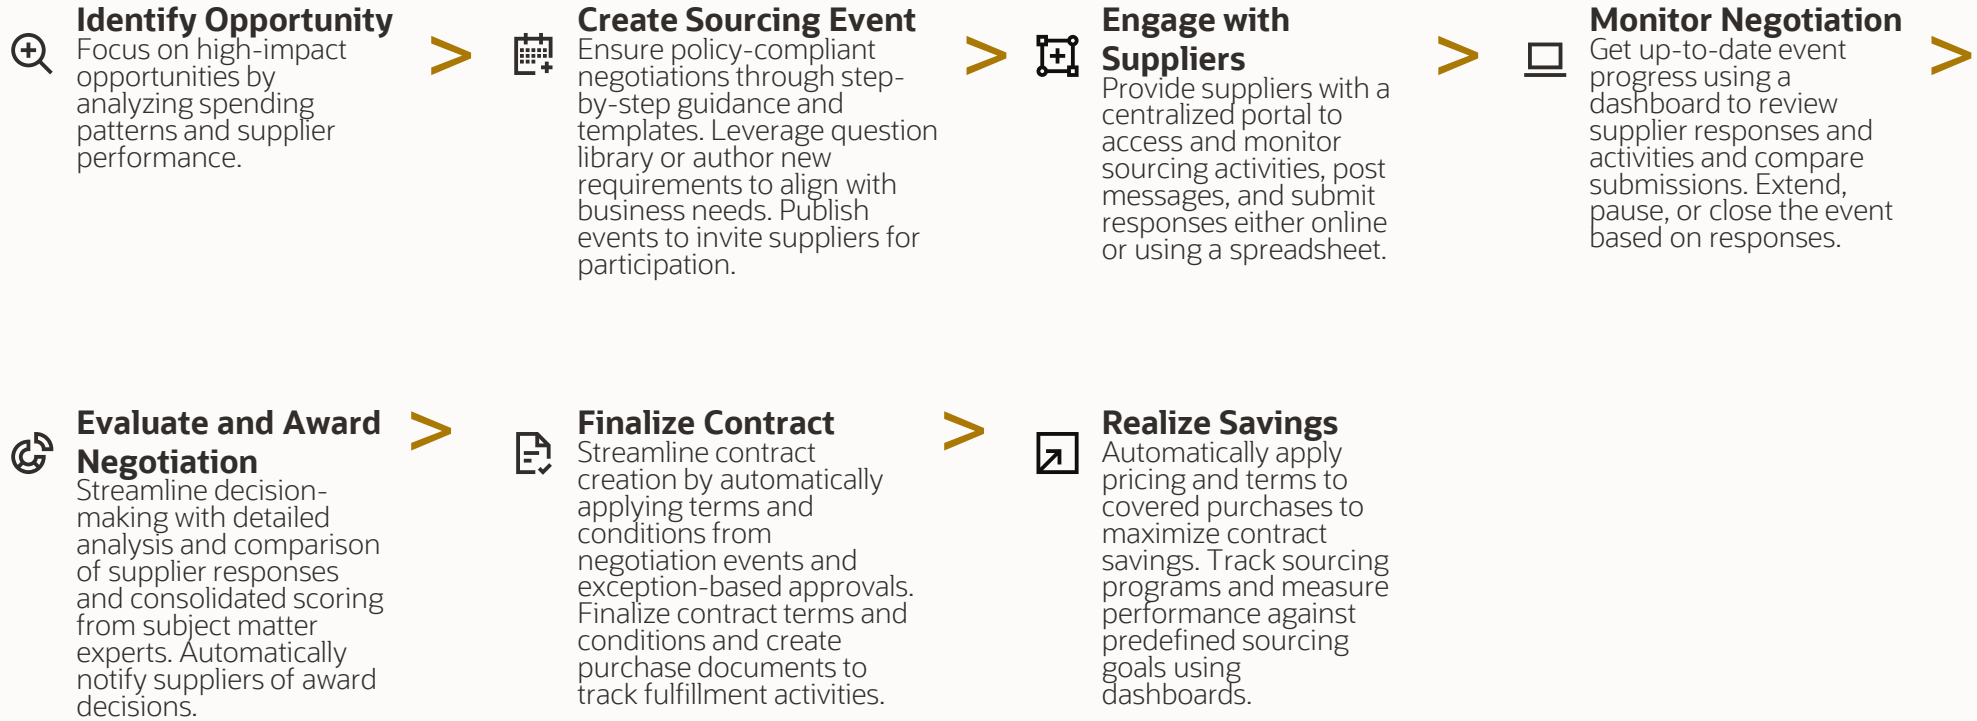 Identify Opportunity
Focus on high-impact
opportunities by
analyzing spending
patterns and supplier
performance.
>
Create Sourcing Event
Ensure policy-compliant
negotiations through step-
by-step guidance and
templates. Leverage question
library or author new
requirements to align with
business needs. Publish
events to invite suppliers for
participation.
>
Engage with
Suppliers
Provide suppliers with a
centralized portal to
access and monitor
sourcing activities, post
messages, and submit
responses either online
or using a spreadsheet.
>
Monitor Negotiation
Get up-to-date event
progress using a
dashboard to review
supplier responses and
activities and compare
submissions. Extend,
pause, or close the event
based on responses.
>
Evaluate and Award
Negotiation
Streamline decision-
making with detailed
analysis and comparison
of supplier responses
and consolidated scoring
from subject matter
experts. Automatically
notify suppliers of award
decisions.
>
Finalize Contract
Streamline contract
creation by automatically
applying terms and
conditions from
negotiation events and
exception-based approvals.
Finalize contract terms and
conditions and create
purchase documents to
track fulfillment activities.
>
Realize Savings
Automatically apply
pricing and terms to
covered purchases to
maximize contract
savings. Track sourcing
programs and measure
performance against
predefined sourcing
goals using
dashboards.